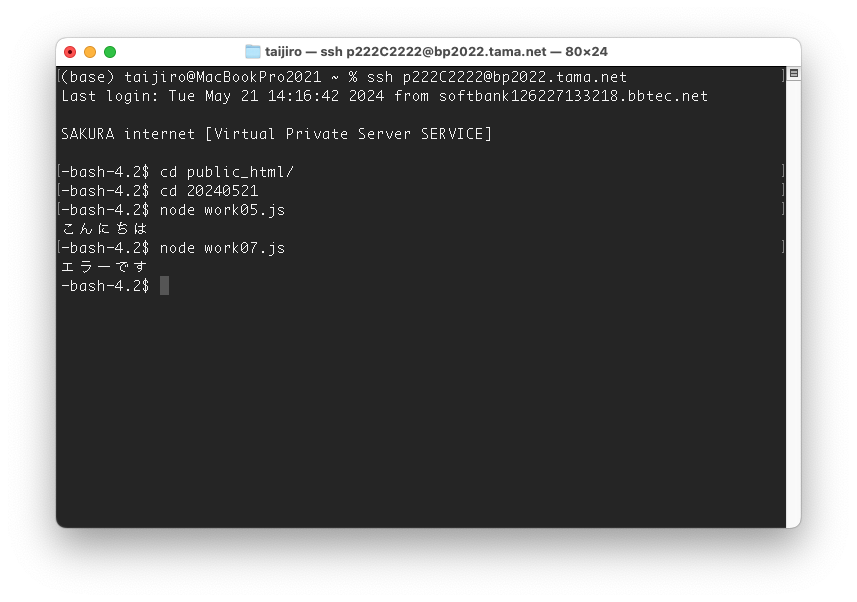 taijiro — ssh p222C2222@bp2022.tama.net — 80×24
(base) taijiro@MacBookPro2021 ~ % ssh p222C2222@bp2022.tama.net
Last login: Tue May 21 14:16:42 2024 from softbank126227133218.bbtec.net
SAKURA internet [Virtual Private Server SERVICE]
-bash-4.2$ cd public_html/
-bash-4.2$ cd 20240521
-bash-4.2$ node work05.js
こんにちは
-bash-4.2$ node work07.js
エラーです
-bash-4.2$